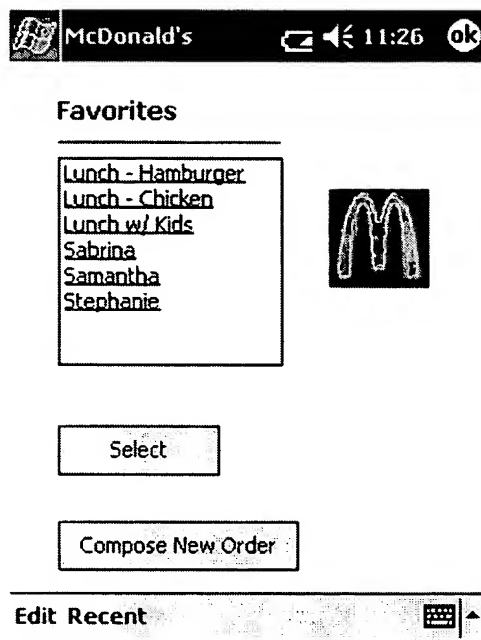 McDonald's 11:26 ok
Favorites
Lunch - Hamburger
Lunch - Chicken
Lunch w/ Kids
Sabrina
Samantha
Stephanie
Select
Compose New Order
Edit Recent